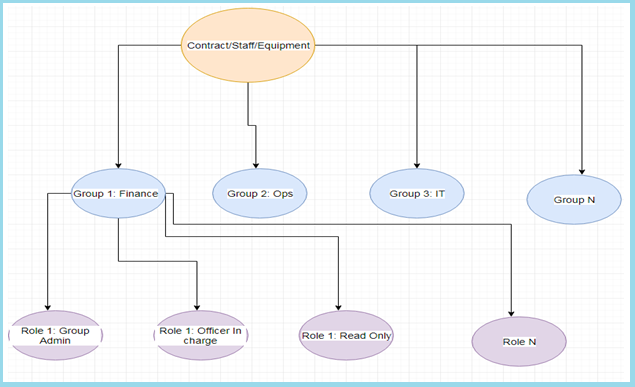 Contract/Staff/Equipment
Group 1: Finance
Group 2: Ops
Group 3: IT
Group N
Role 1: Group
Admin
Role 1: Officer In
charge
Role 1: Read Only
Role N